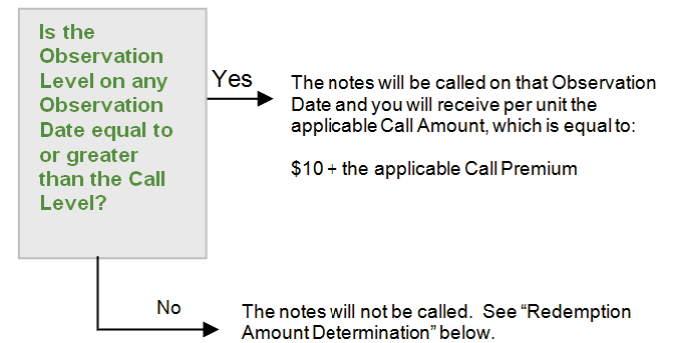 Is the
Observation
Level on any
Observation
Date equal to
or greater
than the Call
Level?
Yes
The notes will be called on that Observation
Date and you will receive per unit the
applicable Call Amount, which is equal to:
$10 + the applicable Call Premium
No
The notes will not be called. See “Redemption
Amount Determination” below.